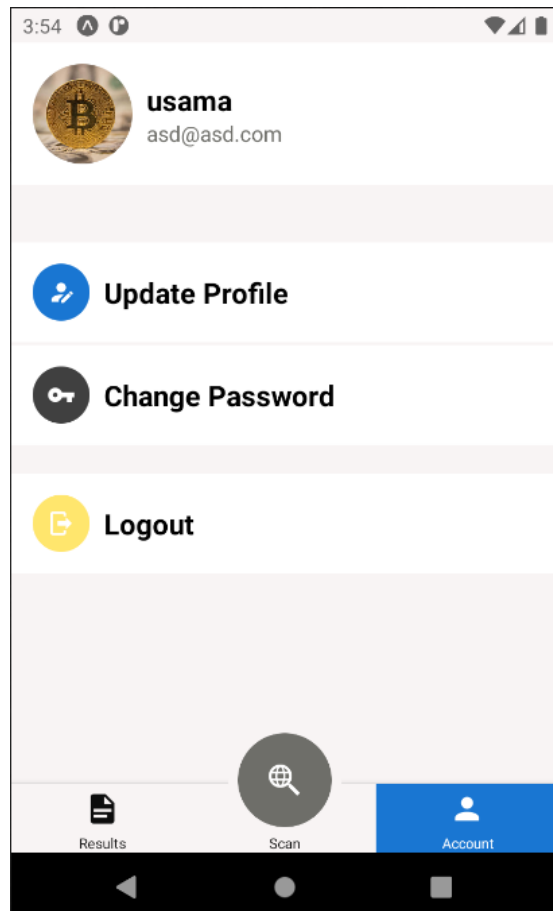 3:54
usama
asd@asd.com
Update Profile
Change Password
Logout
Results
Scan
Account